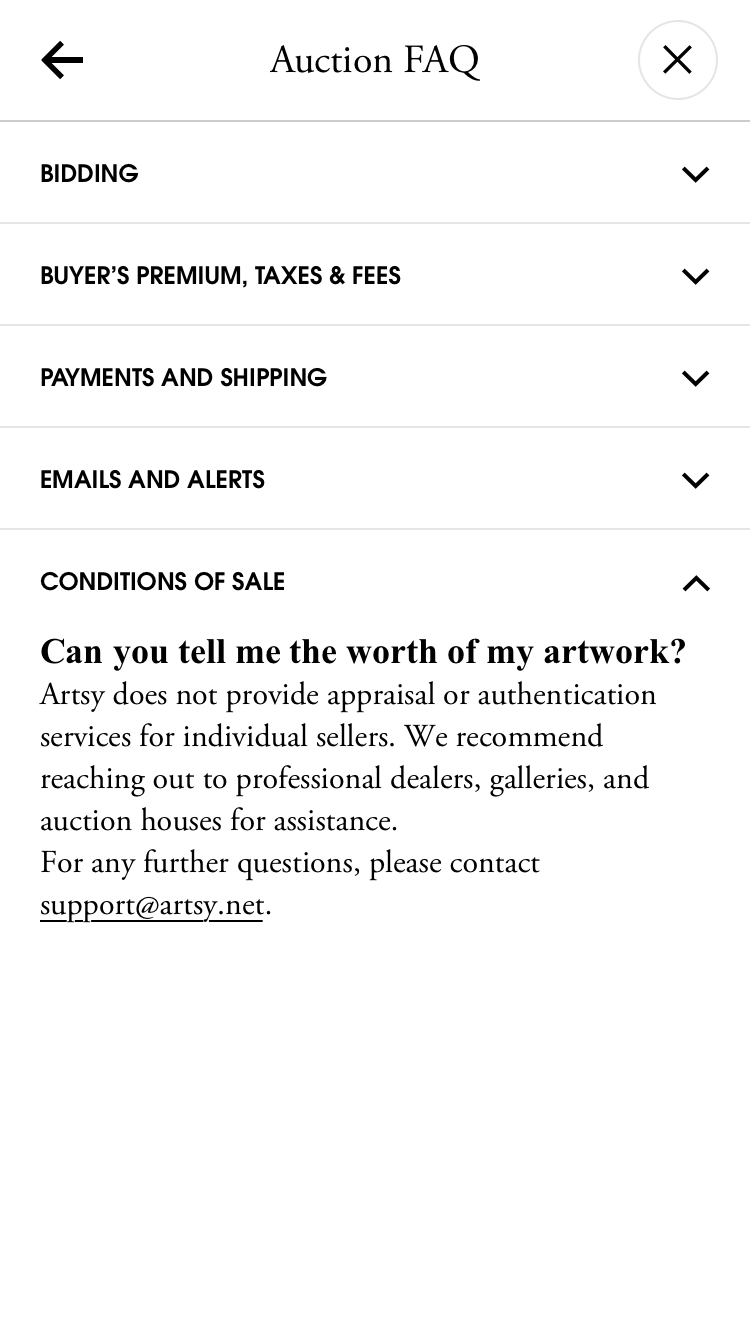 Auction FAQ
BIDDING
BUYER’S PREMIUM, TAXES & FEES
PAYMENTS AND SHIPPING
EMAILS AND ALERTS
CONDITIONS OF SALE
Can you tell me the worth of my artwork?
Artsy does not provide appraisal or authentication
services for individual sellers. We recommend
reaching out to professional dealers, galleries, and
auction houses for assistance.
For any further questions, please contact
support@artsy.net.